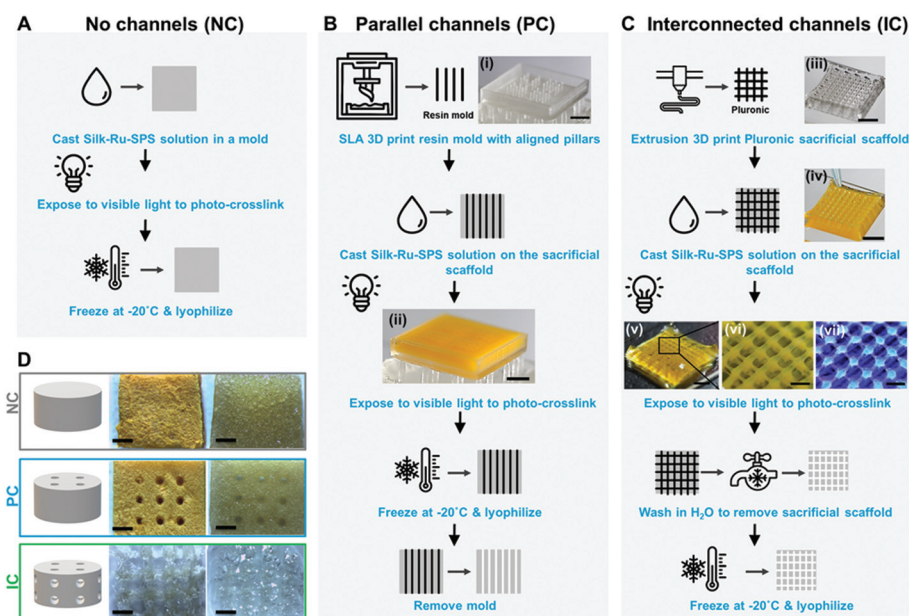 A
No channels (NC)
Cast Silk-Ru-SPS solution in a mold
Expose to visible light to photo-crosslink
Freeze at -20°C & lyophilize
B
Parallel channels (PC)
(i)
Resin mold
SLA 3D print resin mold with aligned pillars
Cast Silk-Ru-SPS solution on the sacrificial
scaffold
(ii)
Expose to visible light to photo-crosslink
Freeze at -20°C & lyophilize
Remove mold
C
Interconnected channels (IC)
(iii)
Pluronic
Extrusion 3D print Pluronic sacrificial scaffold
(iv)
Cast Silk-Ru-SPS solution on the sacrificial
scaffold
(v)
(vi)
(vii)
Expose to visible light to photo-crosslink
Wash in H₂O to remove sacrificial scaffold
Freeze at -20°C & lyophilize
D
NC
PC
IC